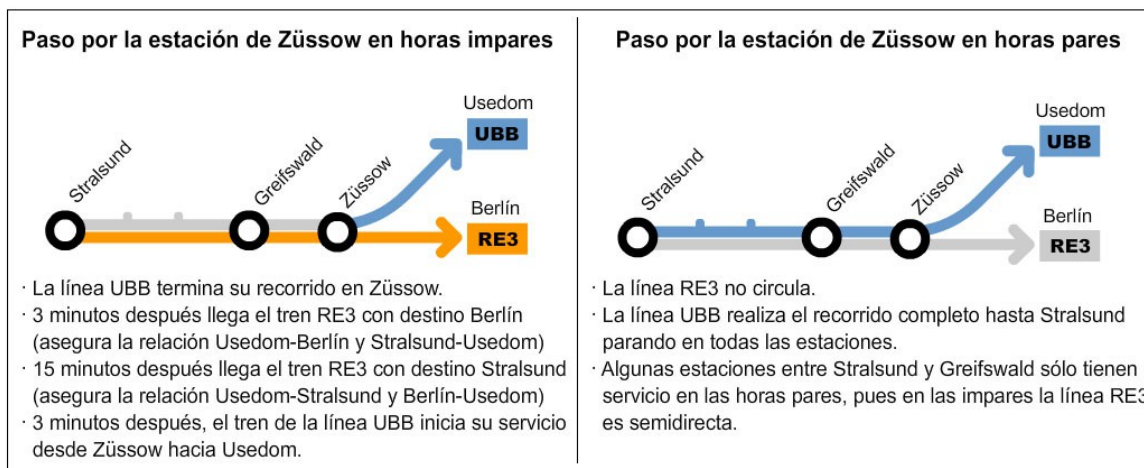 Paso por la estación de Züssow en horas impares
Usedom
UBB
Stralsund
Greifswald
Züssow
Berlín
RE3
· La línea UBB termina su recorrido en Züssow.
· 3 minutos después llega el tren RE3 con destino Berlín
(asegura la relación Usedom-Berlín y Stralsund-Usedom)
· 15 minutos después llega el tren RE3 con destino Stralsund
(asegura la relación Usedom-Stralsund y Berlín-Usedom)
· 3 minutos después, el tren de la línea UBB inicia su servicio
desde Züssow hacia Usedom.
Paso por la estación de Züssow en horas pares
Usedom
UBB
Stralsund
Greifswald
Züssow
Berlín
RE3
· La línea RE3 no circula.
· La línea UBB realiza el recorrido completo hasta Stralsund
parando en todas las estaciones.
· Algunas estaciones entre Stralsund y Greifswald sólo tienen
servicio en las horas pares, pues en las impares la línea RE3
es semidirecta.